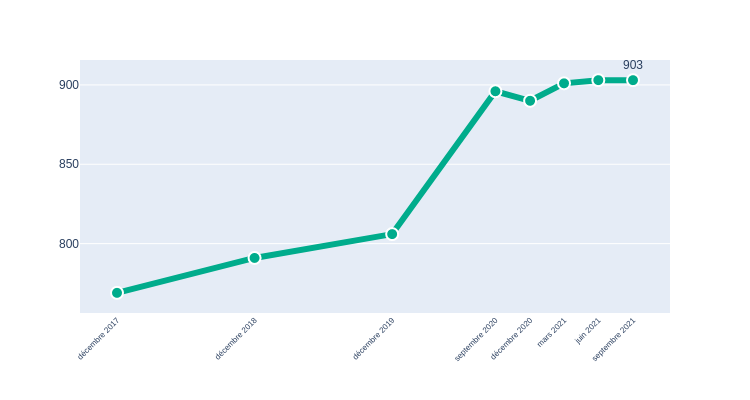 903
900
850
800
décembre 2017
décembre 2018
décembre 2019
septembre 2020
décembre 2020
mars 2021
juin 2021
septembre 2021